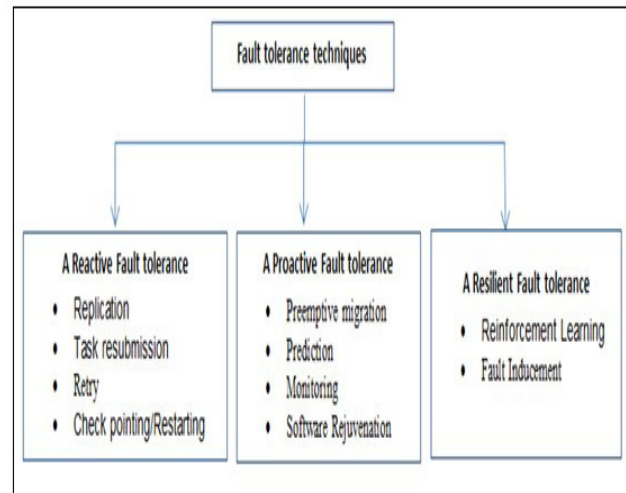 Fault tolerance techniques
A Reactive Fault tolerance
• Replication
• Task resubmission
• Retry
• Check pointing/Restarting
A Proactive Fault tolerance
• Preemptive migration
• Prediction
• Monitoring
• Software Rejuvenation
A Resilient Fault tolerance
• Reinforcement Learning
• Fault Inducement